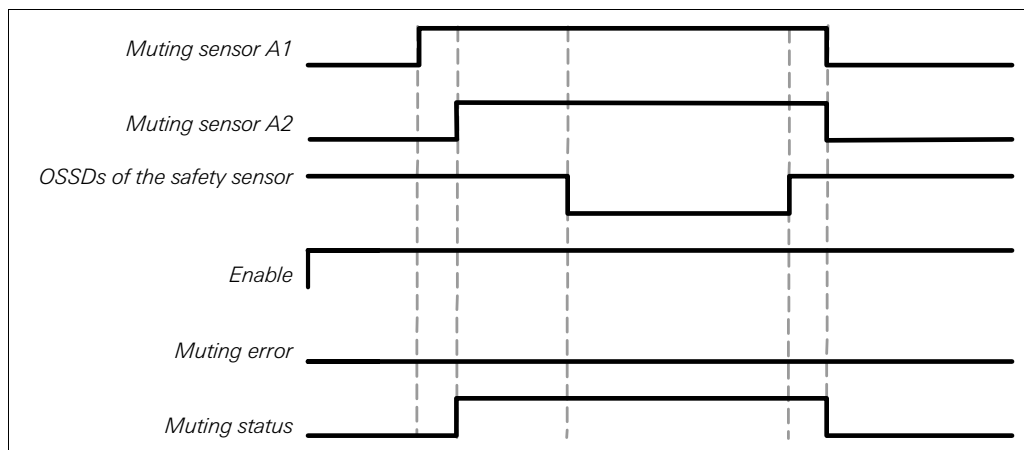 Muting sensor A1
Muting sensor A2
OSSDs of the safety sensor
Enable
Muting error
Muting status